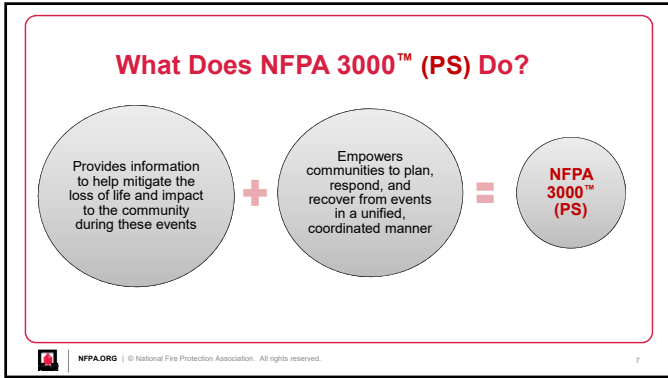 What Does NFPA 3000™ (PS) Do?
Provides information
to help mitigate the
loss of life and impact
to the community
during these events
+
Empowers
communities to plan,
respond, and
recover from events
in a unified,
coordinated manner
=
NFPA
3000™
(PS)
NFPA.ORG | © National Fire Protection Association. All rights reserved.
7